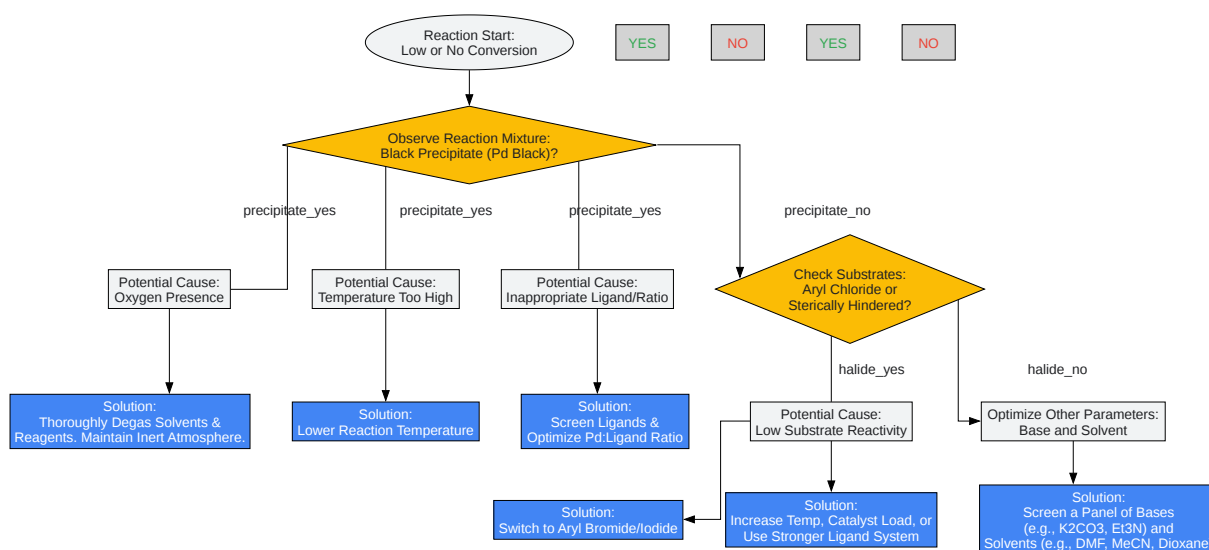 Reaction Start:
Low or No Conversion
YES
NO
YES
NO
Observe Reaction Mixture:
Black Precipitate (Pd Black)?
precipitate_yes
precipitate_yes
precipitate_yes
precipitate_no
Potential Cause:
Oxygen Presence
Potential Cause:
Temperature Too High
Potential Cause:
Inappropriate Ligand/Ratio
Check Substrates:
Aryl Chloride or
Sterically Hindered?
halide_yes
halide_no
Solution:
Thoroughly Degas Solvents &
Reagents. Maintain Inert Atmosphere.
Solution:
Lower Reaction Temperature
Solution:
Screen Ligands &
Optimize Pd:Ligand Ratio
Potential Cause:
Low Substrate Reactivity
Optimize Other Parameters:
Base and Solvent
Solution:
Switch to Aryl Bromide/Iodide
Solution:
Increase Temp, Catalyst Load, or
Use Stronger Ligand System
Solution:
Screen a Panel of Bases
(e.g., K2CO3, Et3N) and
Solvents (e.g., DMF, MeCN, Dioxane